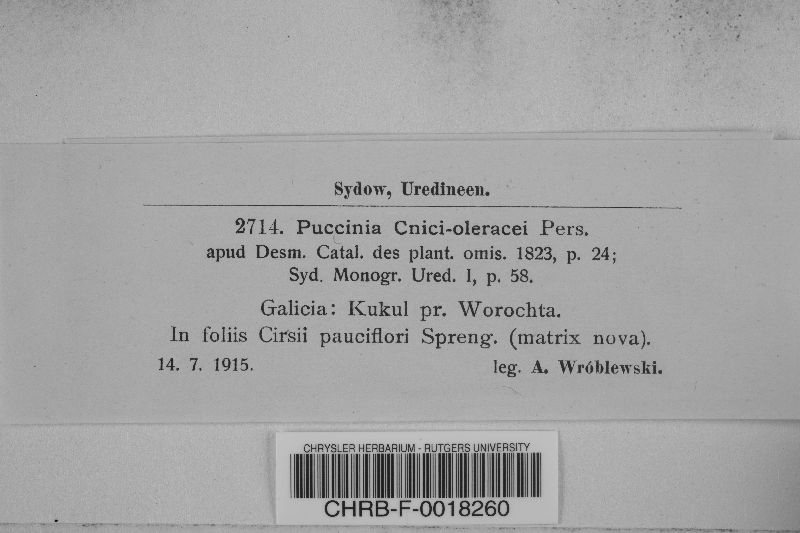 Sydow, Uredineen.
2714. Puccinia Cnici-oleracei Pers.
apud Desm. Catal. des plant. omis. 1823, p. 24;
Syd. Monogr. Ured. I, p. 58.
Galicia: Kukul pr. Worochta.
In foliis Cirsii pauciflori Spreng. (matrix nova).
14. 7. 1915. leg. A. Wróblewski.
CHRYSLER HERBARIUM - RUTGERS UNIVERSITY
CHRB-F-0018260